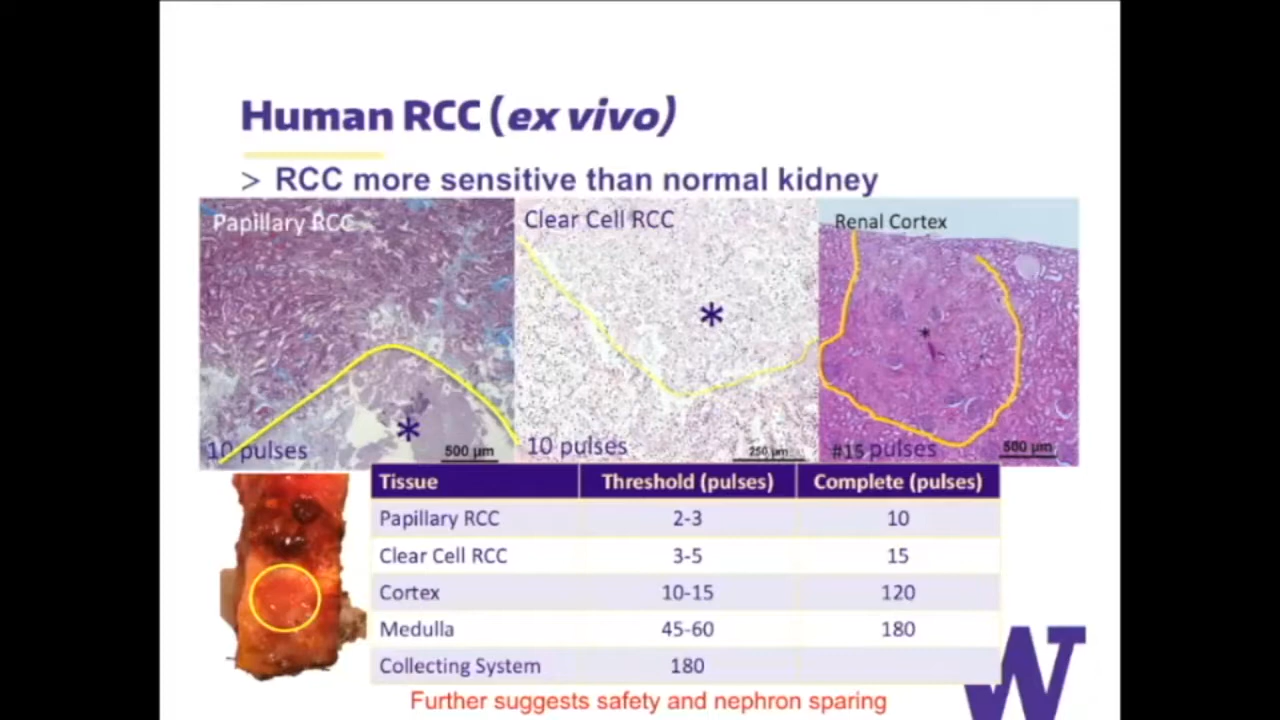 Human RCC (ex vivo)
> RCC more sensitive than normal kidney
Papillary RCC
Clear Cell RCC
Renal Cortex
*
*
*
10 pulses
500 µm
10 pulses
250 µm
#15 pulses
500 µm
Tissue Threshold (pulses) Complete (pulses)
Papillary RCC 2-3 10
Clear Cell RCC 3-5 15
Cortex 10-15 120
Medulla 45-60 180
Collecting System 180
Further suggests safety and nephron sparing
W